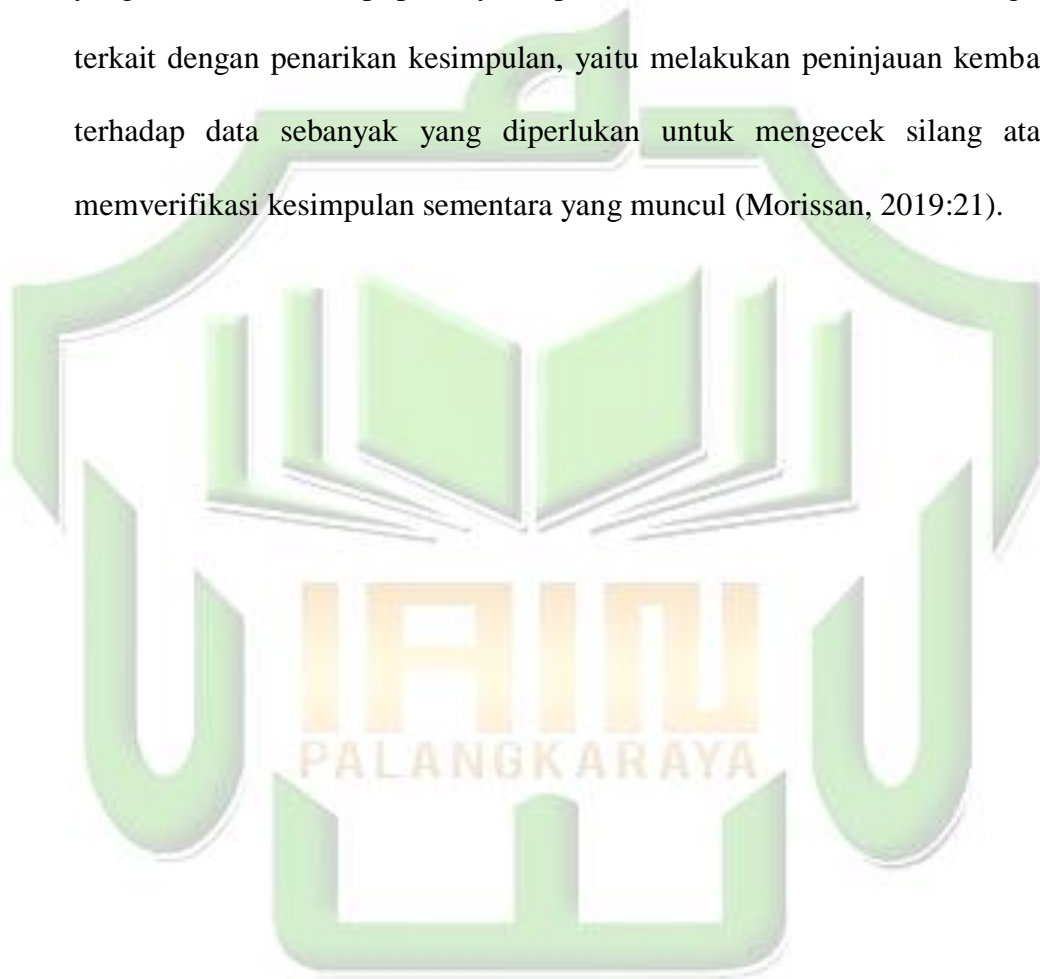 terkait dengan penarikan kesimpulan, yaitu melakukan peninjauan kemba
terhadap data sebanyak yang diperlukan untuk mengecek silang ata
memverifikasi kesimpulan sementara yang muncul (Morissan, 2019:21).
IAIN
PALANGKARAYA